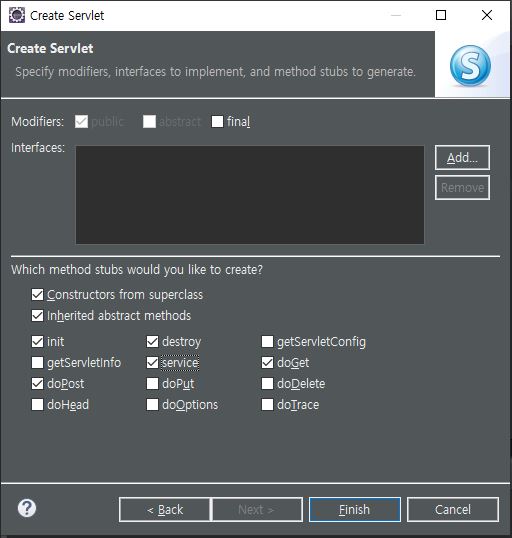 Create Servlet
Create Servlet
Specify modifiers, interfaces to implement, and method stubs to generate.
S
Modifiers: public abstract final
Interfaces:
Add...
Remove
Which method stubs would you like to create?
Constructors from superclass
Inherited abstract methods
init destroy getServletConfig
getServletInfo service doGet
doPost doPut doDelete
doHead doOptions doTrace
? < Back Next > Finish Cancel